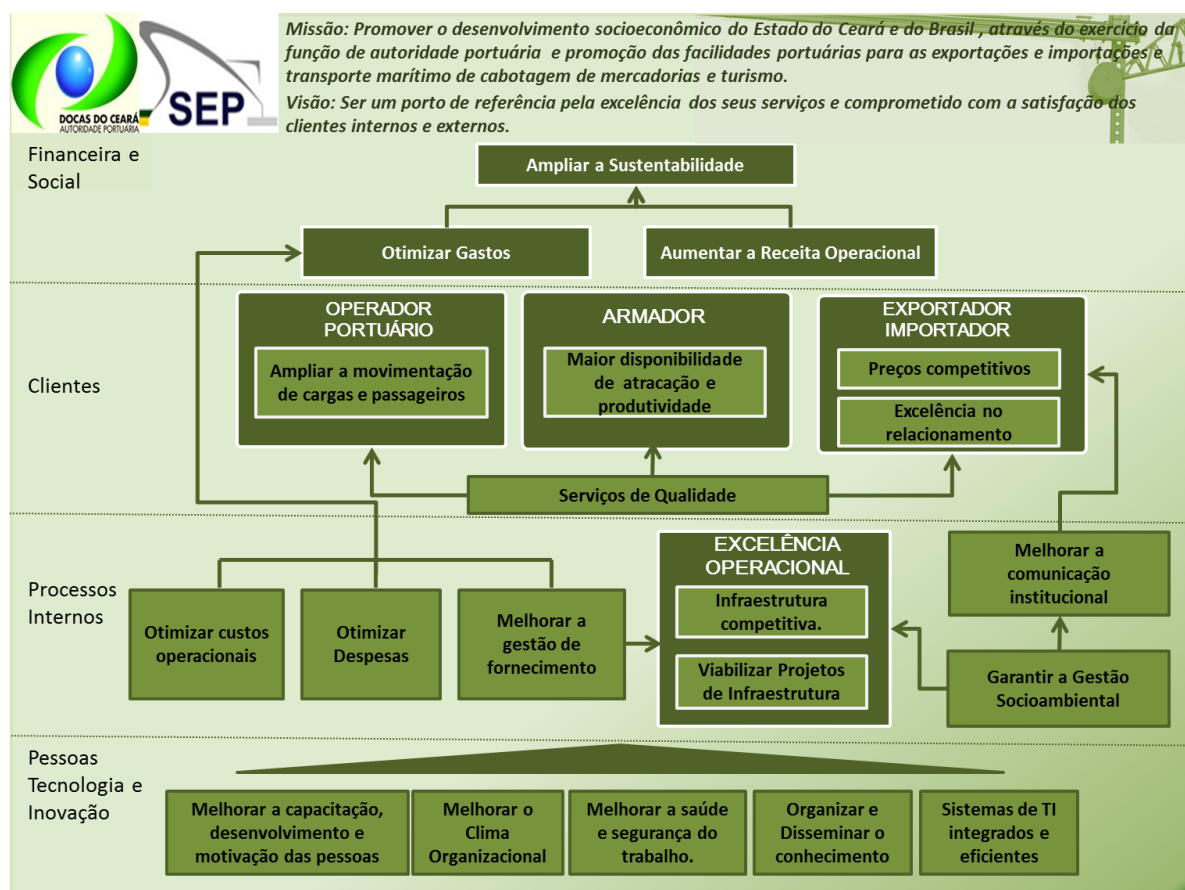 Missão: Promover o desenvolvimento socioeconômico do Estado do Ceará e do Brasil , através do exercício da
função de autoridade portuária e promoção das facilidades portuárias para as exportações e importações e
transporte marítimo de cabotagem de mercadorias e turismo.
Visão: Ser um porto de referência pela excelência dos seus serviços e comprometido com a satisfação dos
clientes internos e externos.
DOCAS DO CEARÁ
AUTORIDADE PORTUÁRIA
SEP
Financeira e
Social
Ampliar a Sustentabilidade
Otimizar Gastos
Aumentar a Receita Operacional
Clientes
OPERADOR
PORTUÁRIO
Ampliar a movimentação
de cargas e passageiros
ARMADOR
Maior disponibilidade
de atracação e
produtividade
EXPORTADOR
IMPORTADOR
Preços competitivos
Excelência no
relacionamento
Serviços de Qualidade
Processos
Internos
Otimizar custos
operacionais
Otimizar
Despesas
Melhorar a
gestão de
fornecimento
EXCELÊNCIA
OPERACIONAL
Infraestrutura
competitiva.
Viabilizar Projetos
de Infraestrutura
Melhorar a
comunicação
institucional
Garantir a Gestão
Socioambiental
Pessoas
Tecnologia e
Inovação
Melhorar a capacitação,
desenvolvimento e
motivação das pessoas
Melhorar o
Clima
Organizacional
Melhorar a saúde
e segurança do
trabalho.
Organizar e
Disseminar o
conhecimento
Sistemas de TI
integrados e
eficientes